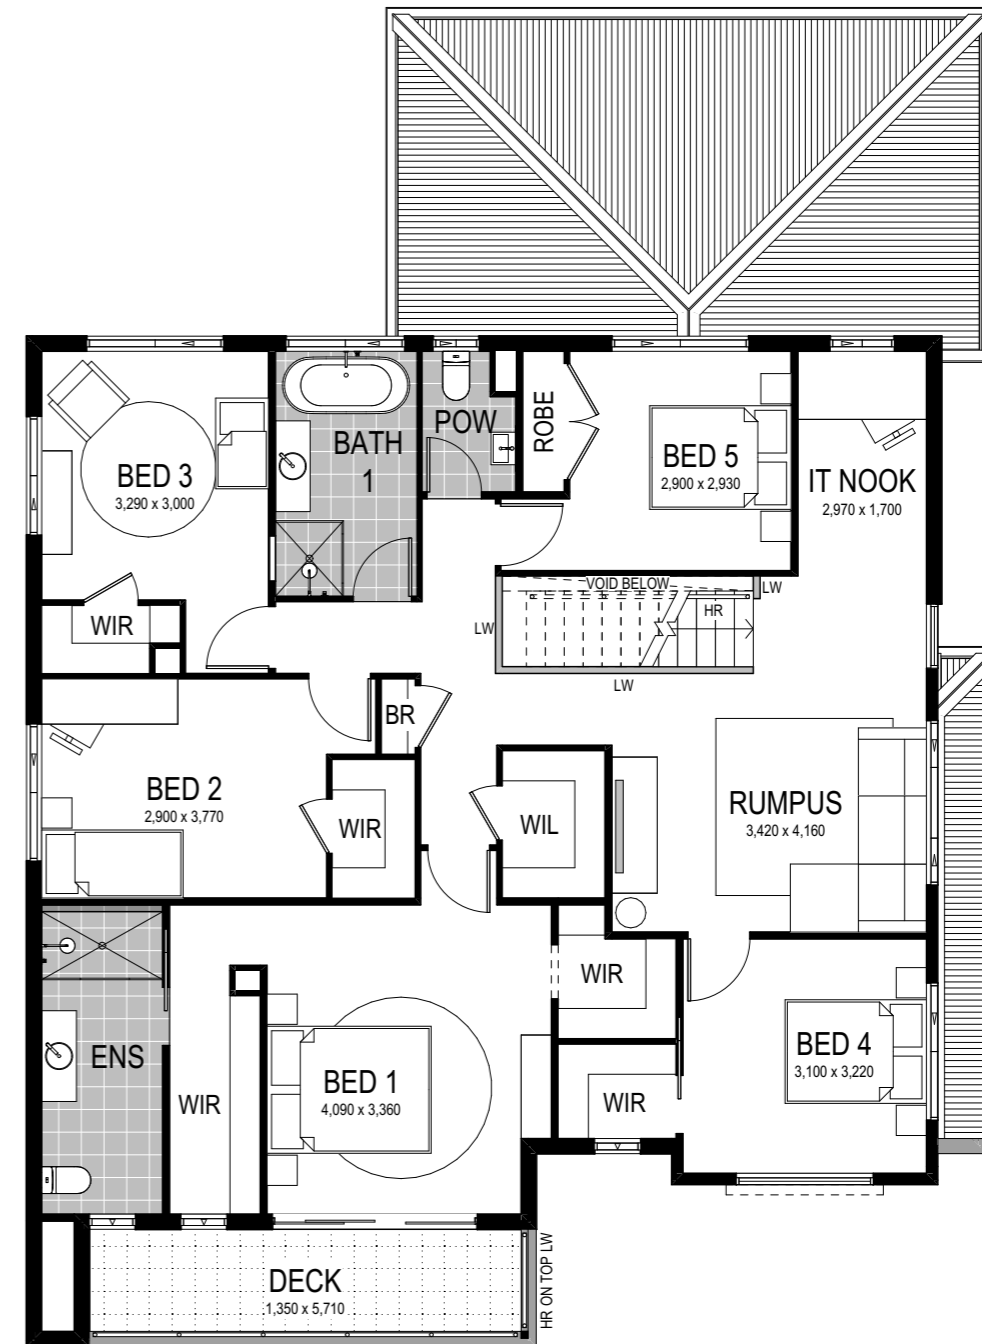 BED 3
3,290 x 3,000
BATH
1
POW
ROBE
BED 5
2,900 x 2,930
IT NOOK
2,970 x 1,700
WIR
VOID BELOW
LW
HR
LW
LW
BR
BED 2
2,900 x 3,770
WIR
WIL
RUMPUS
3,420 x 4,160
ENS
WIR
BED 1
4,090 x 3,360
WIR
WIR
BED 4
3,100 x 3,220
DECK
1,350 x 5,710
HR ON TOP LW